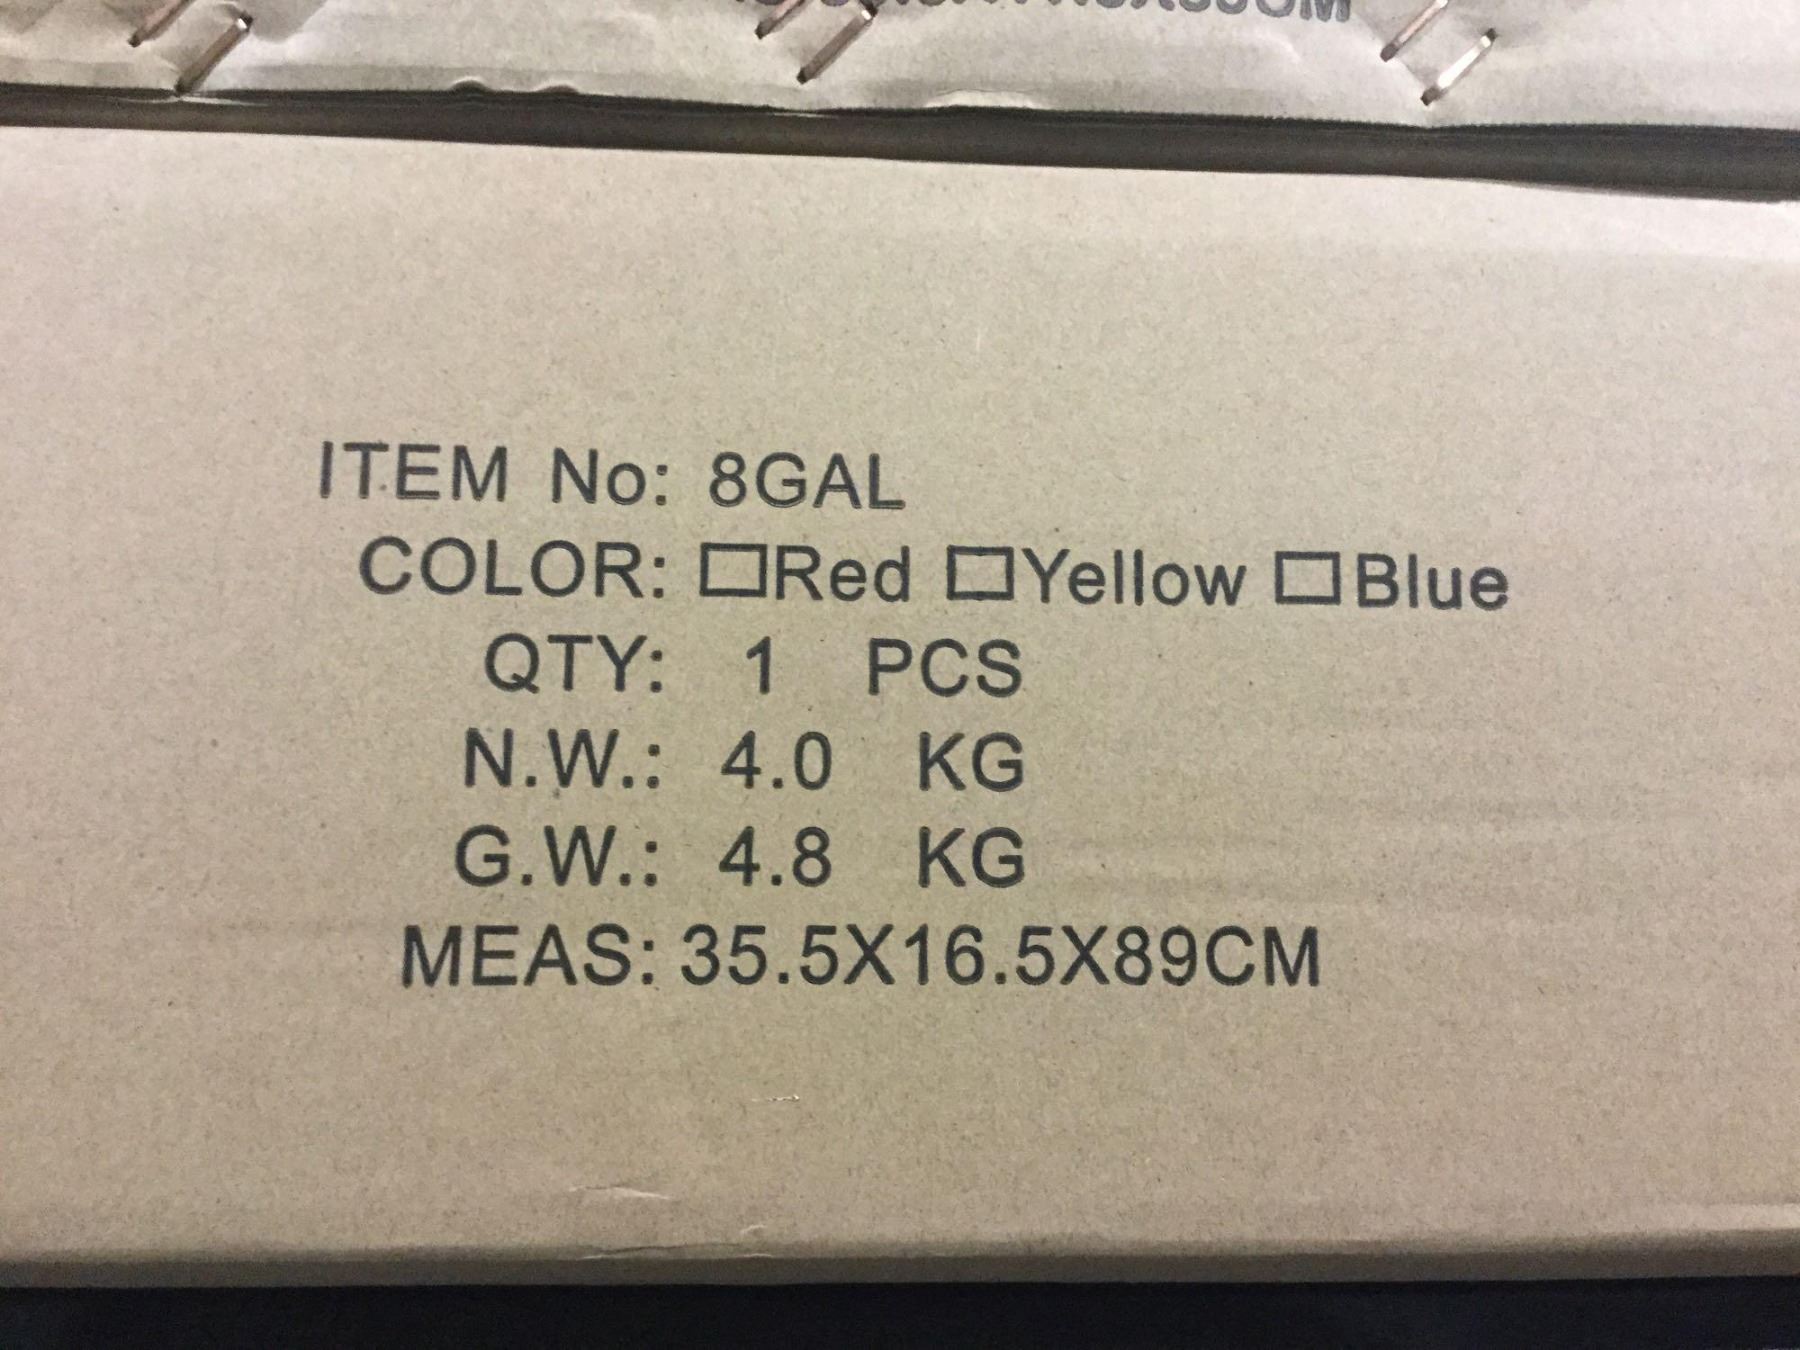 ITEM No: 8GAL
COLOR: □Red □Yellow □Blue
QTY: 1 PCS
N.W.: 4.0 KG
G.W.: 4.8 KG
MEAS: 35.5X16.5X89CM